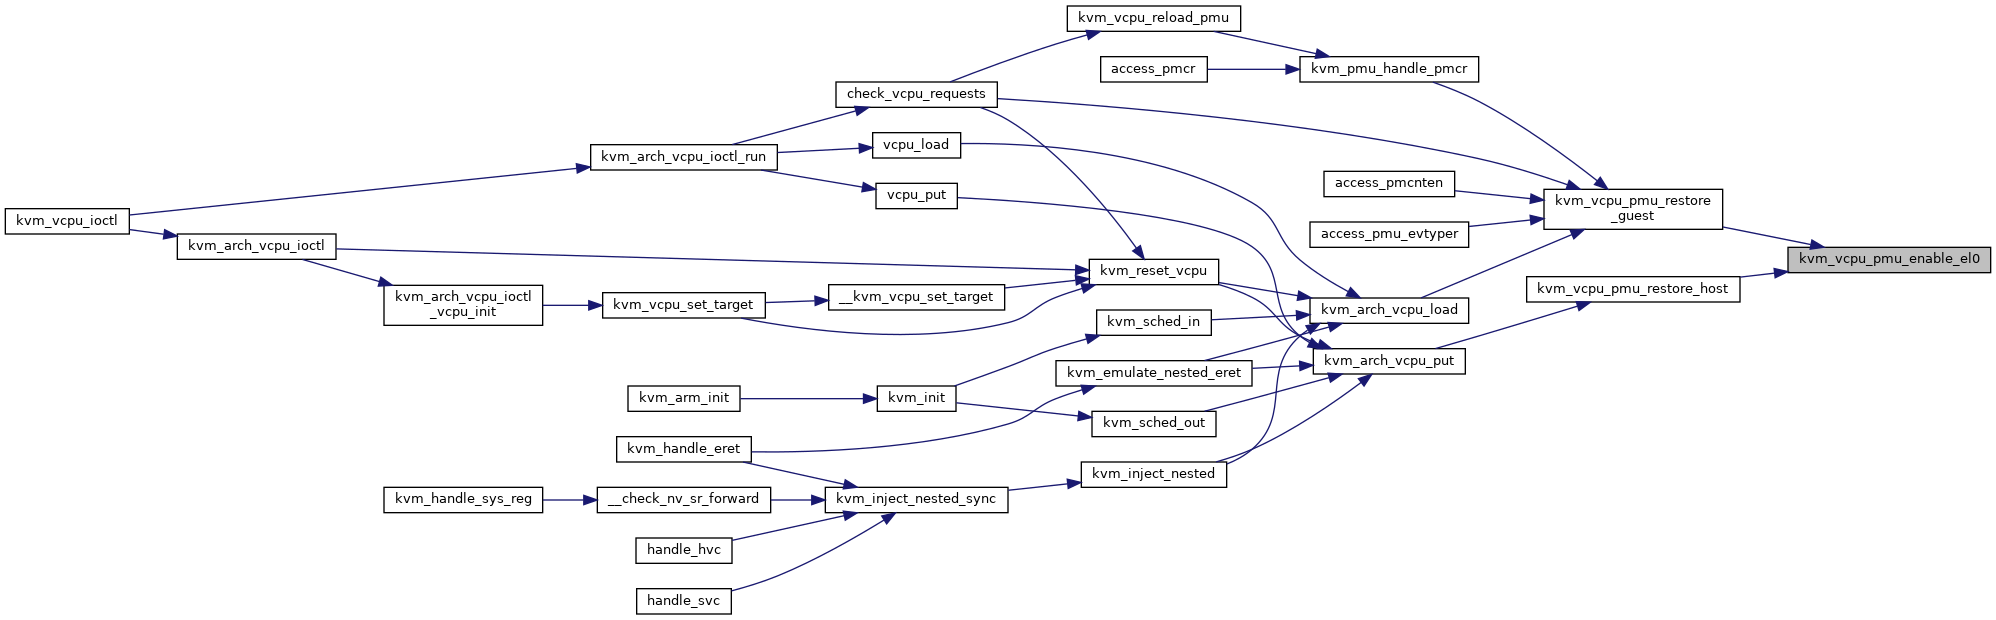 kvm_vcpu_reload_pmu
access_pmcr
kvm_pmu_handle_pmcr
check_vcpu_requests
vcpu_load
kvm_arch_vcpu_ioctl_run
access_pmcnten
vcpu_put
kvm_vcpu_pmu_restore
_guest
kvm_vcpu_ioctl
access_pmu_evtyper
kvm_arch_vcpu_ioctl
kvm_vcpu_pmu_enable_el0
kvm_reset_vcpu
kvm_vcpu_pmu_restore_host
kvm_arch_vcpu_ioctl
_vcpu_init
kvm_vcpu_set_target
__kvm_vcpu_set_target
kvm_arch_vcpu_load
kvm_sched_in
kvm_arch_vcpu_put
kvm_emulate_nested_eret
kvm_arm_init
kvm_init
kvm_sched_out
kvm_handle_eret
kvm_inject_nested
kvm_handle_sys_reg
__check_nv_sr_forward
kvm_inject_nested_sync
handle_hvc
handle_svc